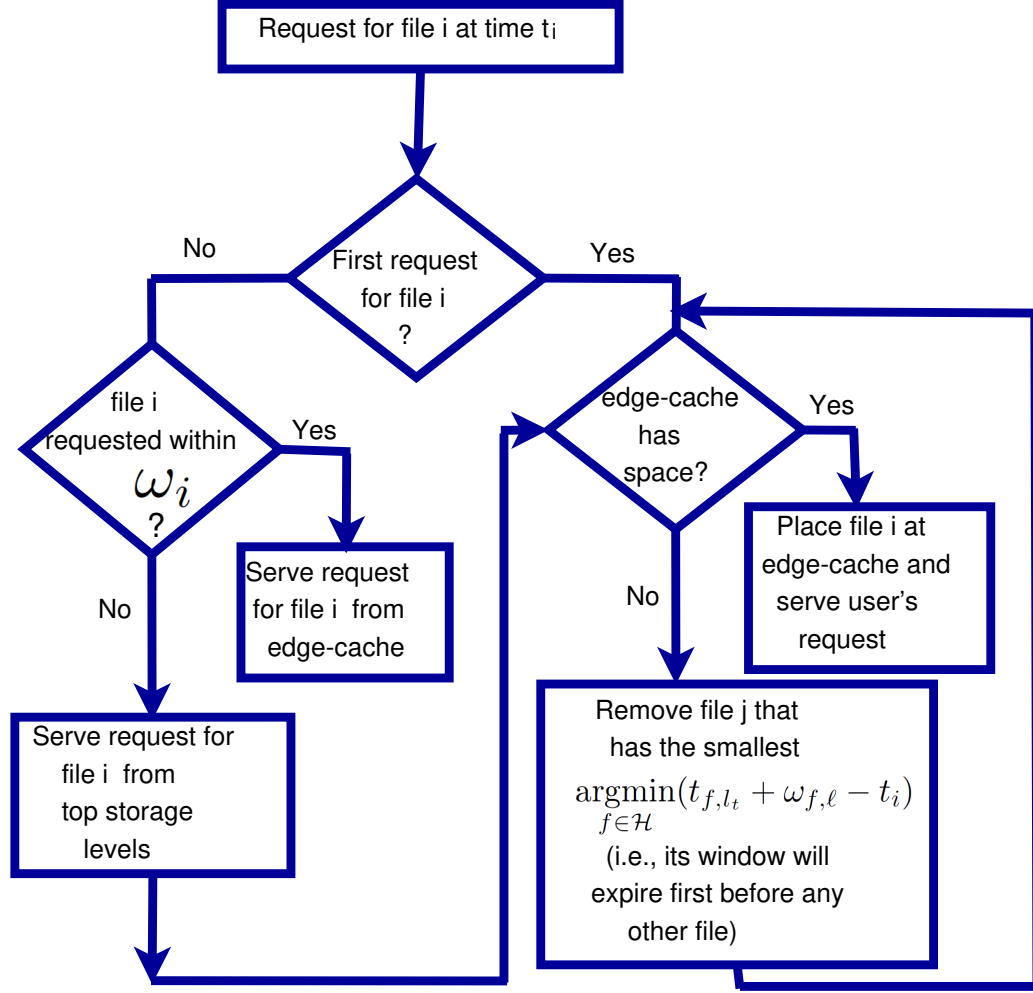 Request for file i at time ti
No
Yes
First request
for file i
?
file i
requested within
ω_i
?
Yes
edge-cache
has
space?
Yes
Serve request
for file i from
edge-cache
Place file i at
edge-cache and
serve user's
request
No
No
Serve request for
file i from
top storage
levels
Remove file j that
has the smallest
argmin(t_{f,l_t} + ω_{f,ℓ} − t_i)
f∈ℋ
(i.e., its window will
expire first before any
other file)